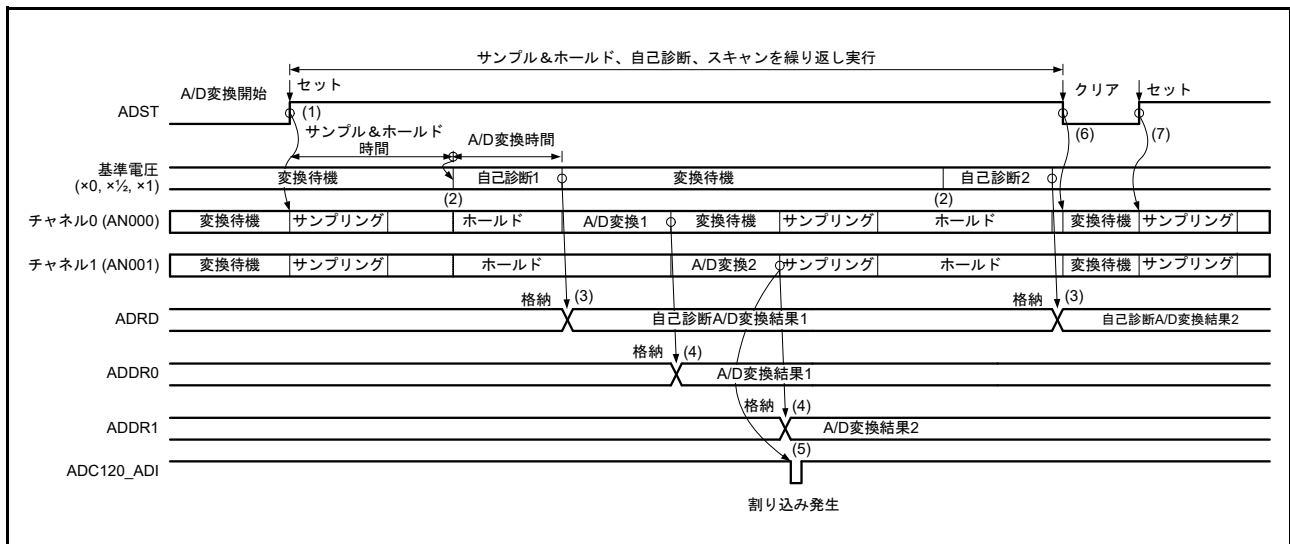 サンプル＆ホールド、自己診断、スキャンを繰り返し実行
A/D変換開始 セット クリア セット
ADST (1) (6) (7)
サンプル＆ホールド時間 A/D変換時間
基準電圧 (×0, ×½, ×1) 変換待機 自己診断1 変換待機 自己診断2
(2) (2)
チャネル0 (AN000) 変換待機 サンプリング ホールド A/D変換1 変換待機 サンプリング ホールド 変換待機 サンプリング
チャネル1 (AN001) 変換待機 サンプリング ホールド A/D変換2 サンプリング ホールド 変換待機 サンプリング
格納 (3) 格納 (3)
ADRD 自己診断A/D変換結果1 自己診断A/D変換結果2
格納 (4)
ADDR0 A/D変換結果1
格納 (4)
ADDR1 A/D変換結果2
(5)
ADC120_ADI
割り込み発生